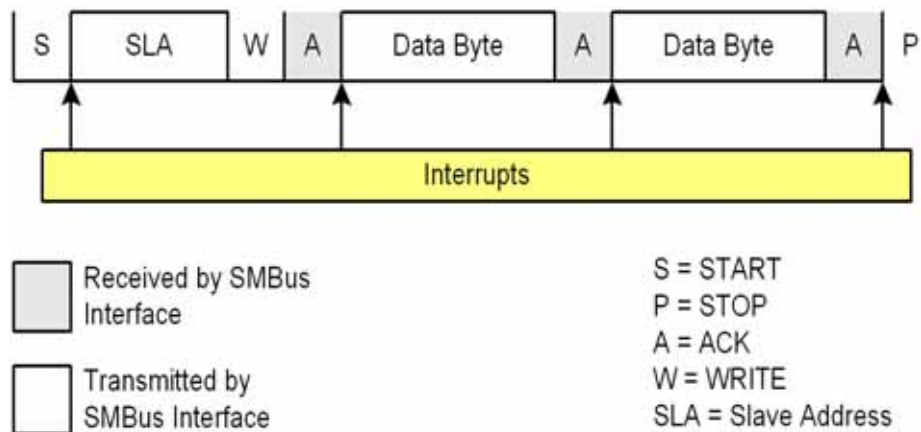 S SLA W A Data Byte A Data Byte A P
Interrupts
Received by SMBus
Interface
Transmitted by
SMBus Interface
S = START
P = STOP
A = ACK
W = WRITE
SLA = Slave Address